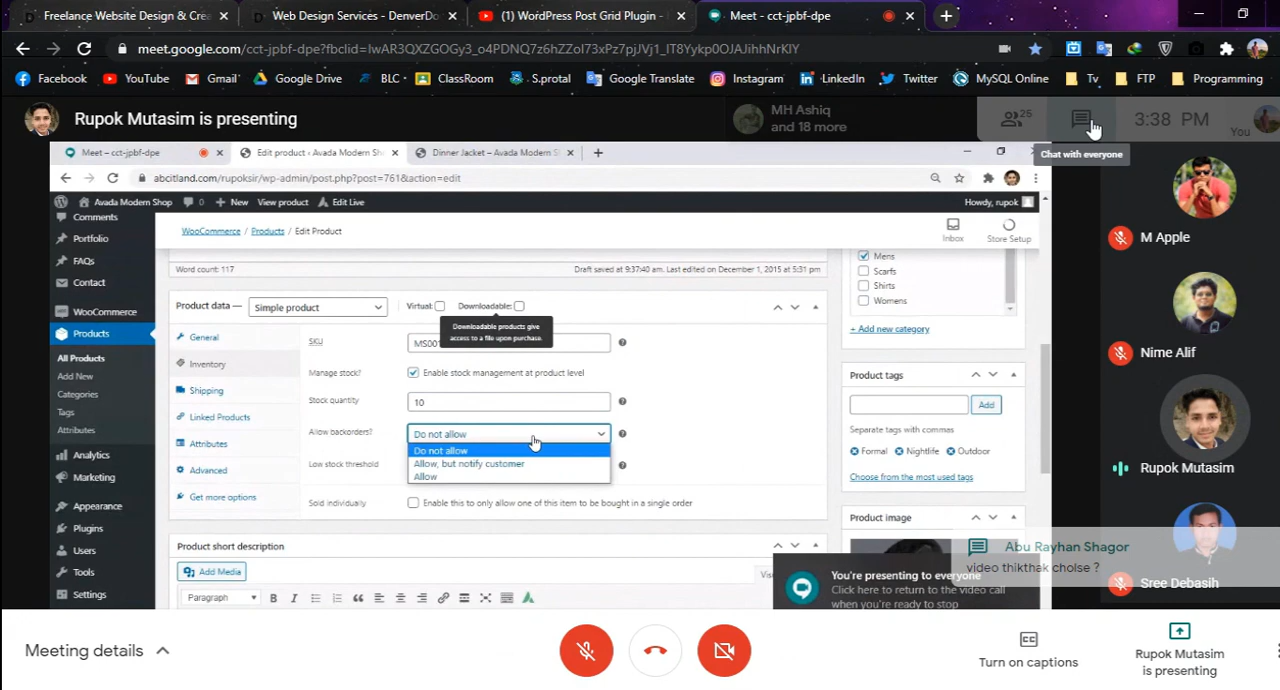 Freelance Website Design & Crea
Web Design Services - DenverDo
(1) WordPress Post Grid Plugin -
Meet - cct-jpbf-dpe
meet.google.com/cct-jpbf-dpe?fbclid=IwAR3QXZGOGy3_o4PDNQ7z6hZZoI73xPz7pjJVj1_lT8Yykp0OJAJihhNrKIY
Facebook
YouTube
Gmail
Google Drive
BLC
ClassRoom
S.protal
Google Translate
Instagram
LinkedIn
Twitter
MySQL Online
Tv
FTP
Programming
Rupok Mutasim is presenting
MH Ashiq
and 18 more
25
3:38 PM
You
Chat with everyone
Meet – cct-jpbf-dpe
Edit product ‹ Avada Modern Sh
Dinner Jacket – Avada Modern S
abcitland.com/rupoksir/wp-admin/post.php?post=761&action=edit
Avada Modern Shop
0
New
View product
Edit Live
Howdy, rupok
Comments
Portfolio
FAQs
Contact
WooCommerce
Products
All Products
Add New
Categories
Tags
Attributes
Analytics
Marketing
Appearance
Plugins
Users
Tools
Settings
WooCommerce / Products / Edit Product
Inbox
Store Setup
Word count: 117
Draft saved at 9:37:40 am. Last edited on December 1, 2015 at 5:31 pm
Product data —
Simple product
Virtual:
Downloadable:
Downloadable products give
access to a file upon purchase.
General
Inventory
Shipping
Linked Products
Attributes
Advanced
Get more options
SKU
MS001
Manage stock?
Enable stock management at product level
Stock quantity
10
Allow backorders?
Do not allow
Do not allow
Allow, but notify customer
Allow
Low stock threshold
Sold individually
Enable this to only allow one of this item to be bought in a single order
Product short description
Add Media
Paragraph
Mens
Scarfs
Shirts
Womens
+ Add new category
Product tags
Add
Separate tags with commas
Formal
Nightlife
Outdoor
Choose from the most used tags
Product image
You're presenting to everyone
Click here to return to the video call
when you're ready to stop
M Apple
Nime Alif
Rupok Mutasim
Abu Rayhan Shagor
video thikthak cholse ?
Sree Debasih
Meeting details
Turn on captions
Rupok Mutasim
is presenting